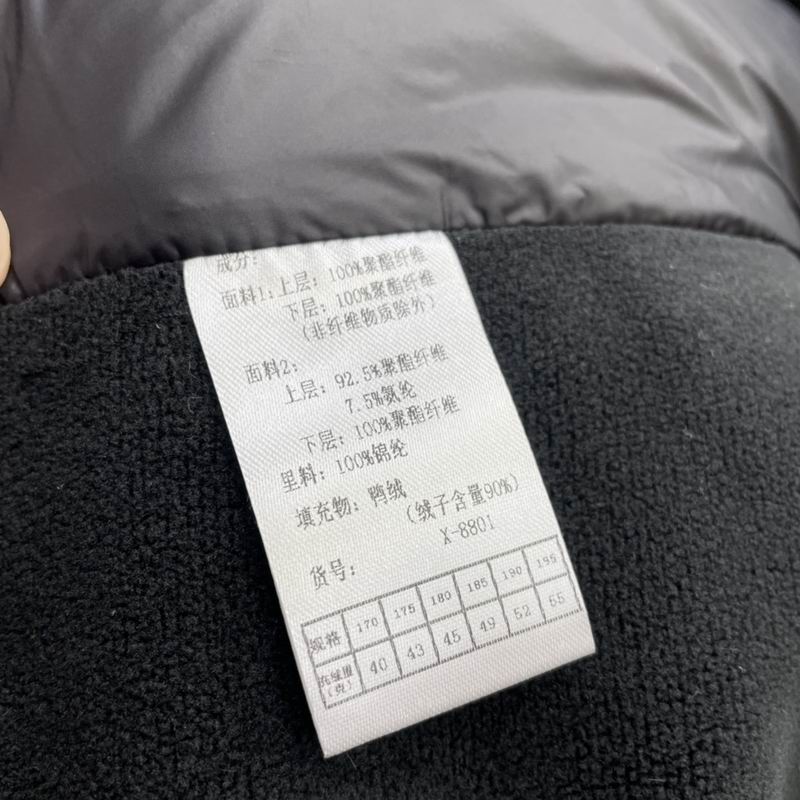 成分:
面料1:上层:100%聚酯纤维
下层:100%聚酯纤维
(非纤维物质除外)
面料2:
上层:92.5%聚酯纤维
7.5%氨纶
下层:100%聚酯纤维
里料:100%锦纶
填充物:鸭绒
(绒子含量90%)
X-8801
货号:
规格 170 175 180 185 190 195
充绒量(克) 40 43 45 49 52 55